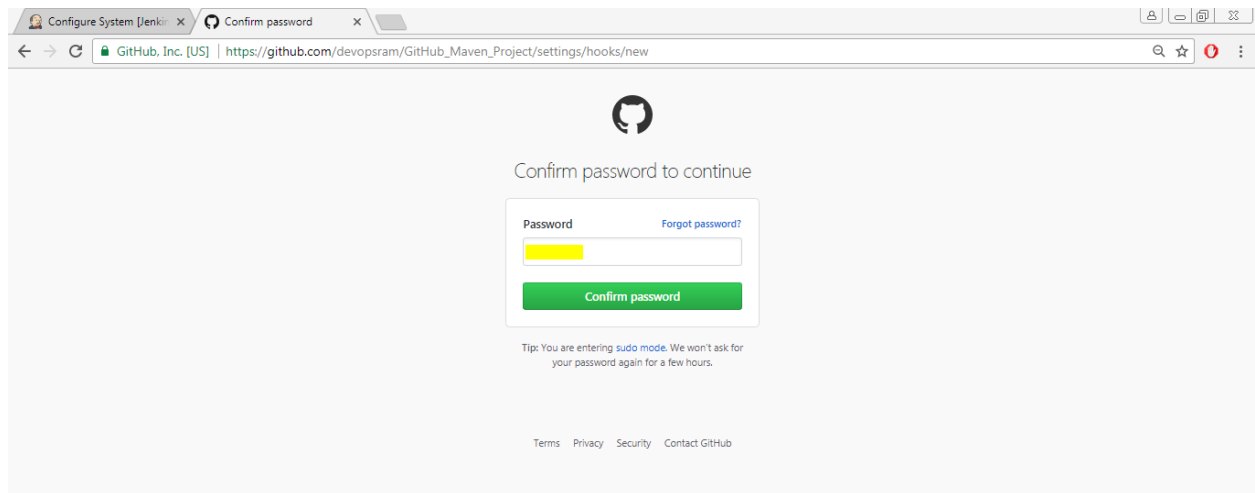 Configure System [Jenkin
Confirm password
GitHub, Inc. [US] | https://github.com/devopsram/GitHub_Maven_Project/settings/hooks/new
Confirm password to continue
Password Forgot password?
Confirm password
Tip: You are entering sudo mode. We won't ask for
your password again for a few hours.
Terms Privacy Security Contact GitHub